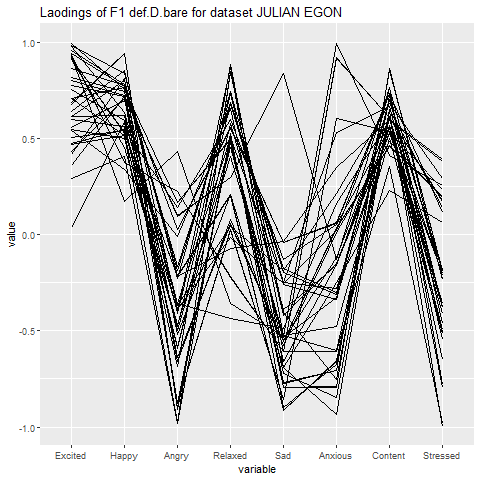 Laodings of F1 def.D.bare for dataset JULIAN EGON
1.0
0.5
0.0
-0.5
-1.0
value
Excited Happy Angry Relaxed Sad Anxious Content Stressed
variable